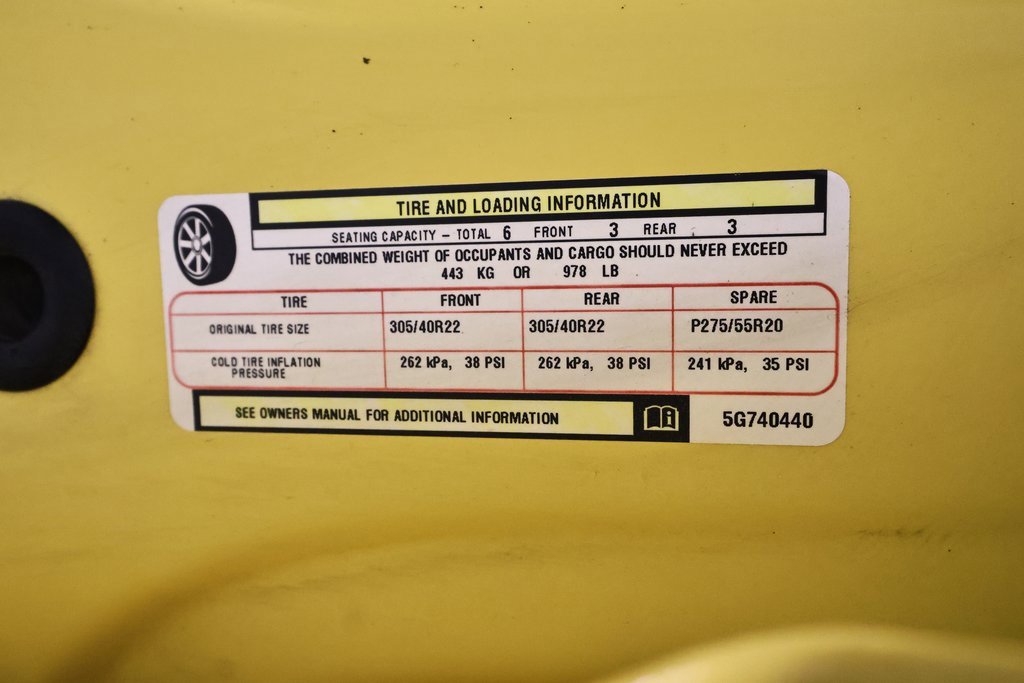 TIRE AND LOADING INFORMATION
SEATING CAPACITY – TOTAL 6 FRONT 3 REAR 3
THE COMBINED WEIGHT OF OCCUPANTS AND CARGO SHOULD NEVER EXCEED
443 KG OR 978 LB
TIRE FRONT REAR SPARE
ORIGINAL TIRE SIZE 305/40R22 305/40R22 P275/55R20
COLD TIRE INFLATION PRESSURE 262 kPa, 38 PSI 262 kPa, 38 PSI 241 kPa, 35 PSI
SEE OWNERS MANUAL FOR ADDITIONAL INFORMATION 5G740440